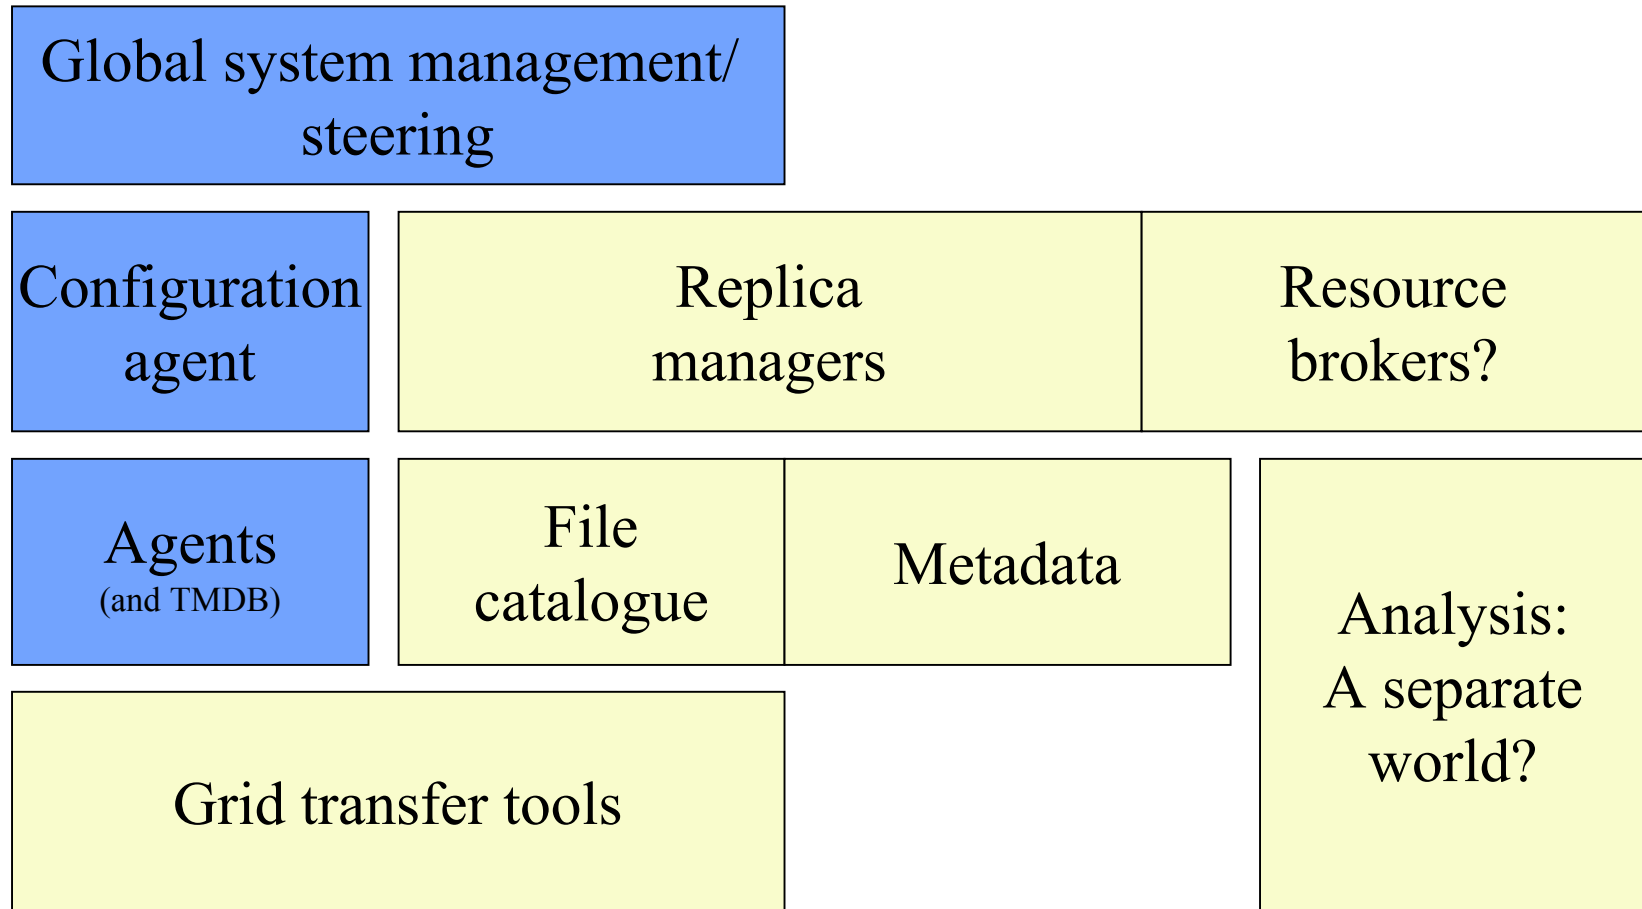 Global system management/
steering
Configuration
agent
Replica
managers
Resource
brokers?
Agents
(and TMDB)
File
catalogue
Metadata
Analysis:
A separate
world?
Grid transfer tools